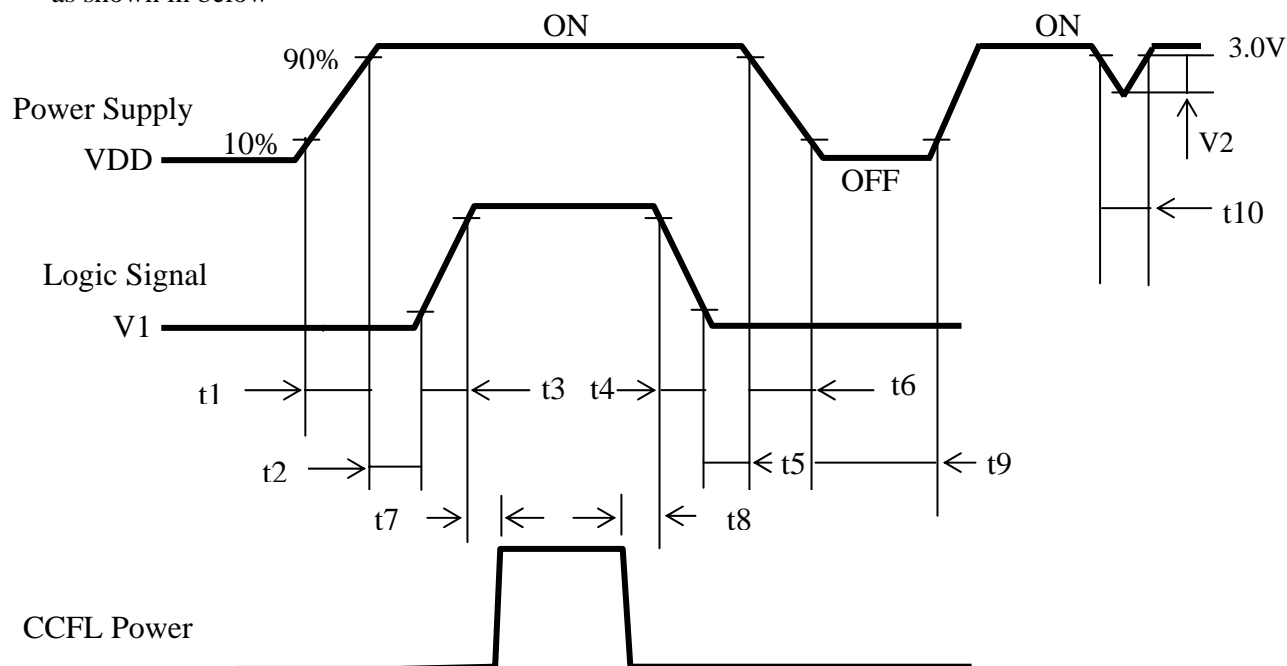 as shown in below
ON
ON
90%
3.0V
Power Supply
10%
VDD
V2
OFF
t10
Logic Signal
V1
t1
t3
t4
t6
t2
t5
t9
t7
t8
CCFL Power